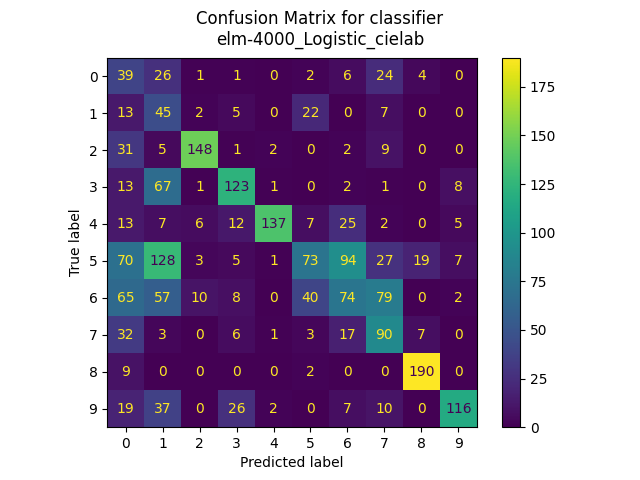 Confusion Matrix for classifier
elm-4000_Logistic_cielab
0 39 26 1 1 0 2 6 24 4 0
1 13 45 2 5 0 22 0 7 0 0
2 31 5 148 1 2 0 2 9 0 0
3 13 67 1 123 1 0 2 1 0 8
4 13 7 6 12 137 7 25 2 0 5
5 70 128 3 5 1 73 94 27 19 7
6 65 57 10 8 0 40 74 79 0 2
7 32 3 0 6 1 3 17 90 7 0
8 9 0 0 0 0 2 0 0 190 0
9 19 37 0 26 2 0 7 10 0 116
0 1 2 3 4 5 6 7 8 9
True label
Predicted label
175
150
125
100
75
50
25
0